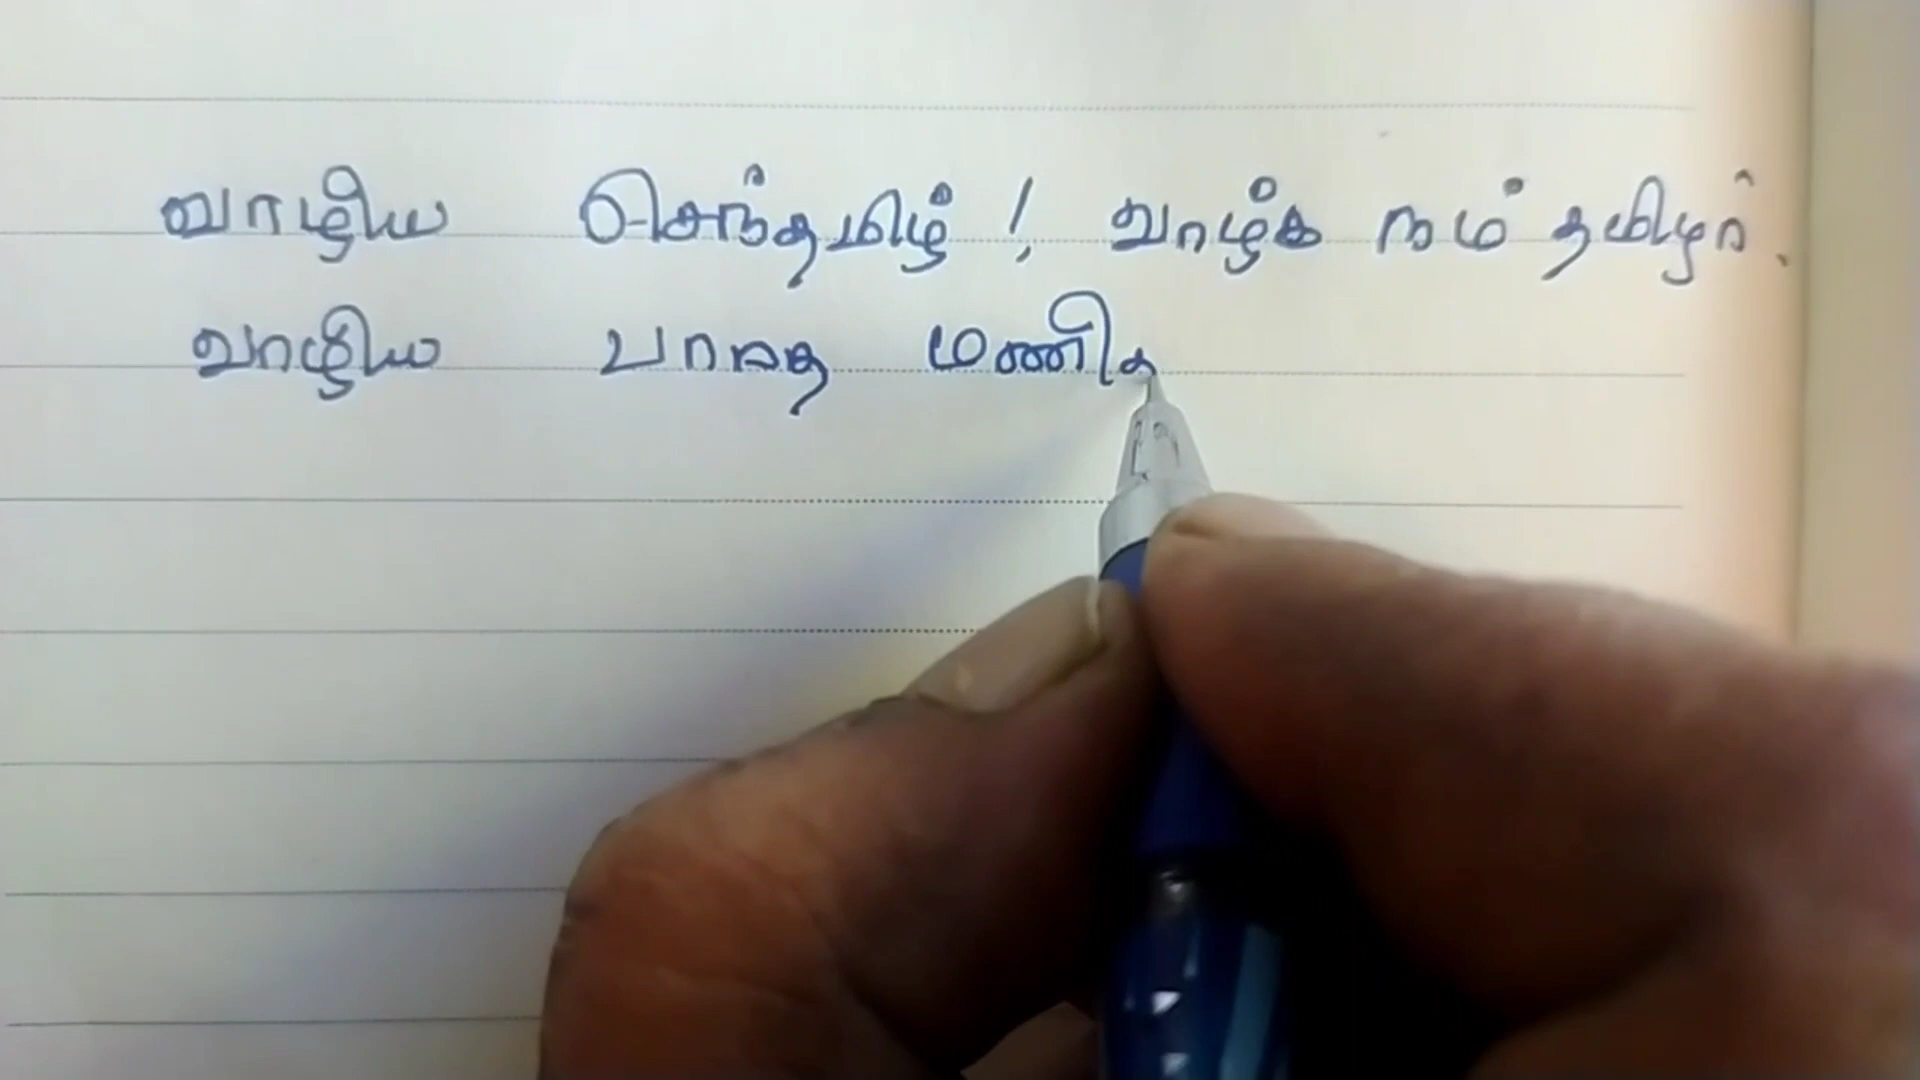 வாழிய செந்தமிழ் ! வாழ்க நம் தமிழர்.
வாழிய பாரத மணித